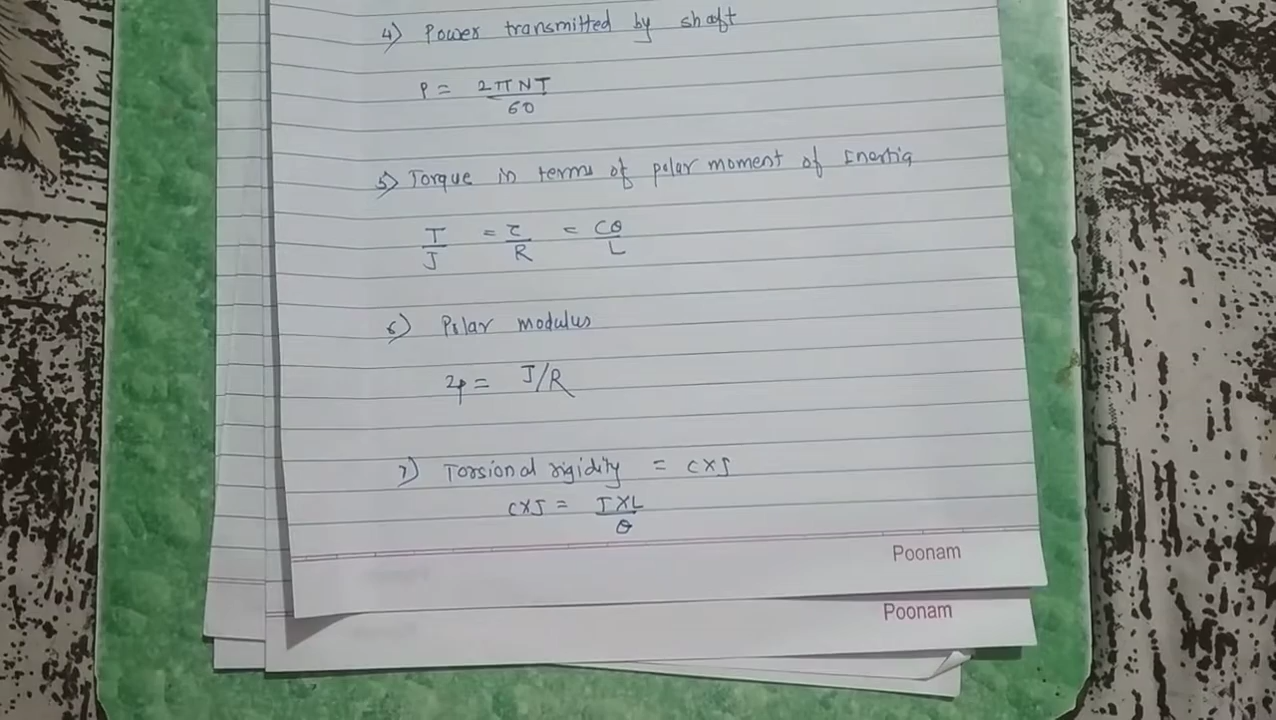 4) Power transmitted by shaft
P = 2πNT/60
5) Torque in terms of polar moment of Inertia
T/J = τ/R = Cθ/L
6) Polar modulus
Zp = J/R
7) Torsional rigidity = C×J
C×J = T×L/θ
Poonam
Poonam